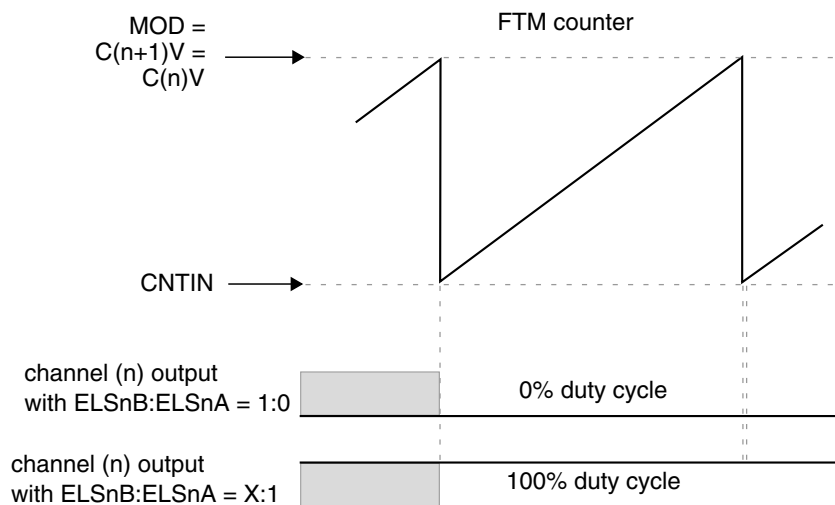 MOD =
C(n+1)V =
C(n)V
FTM counter
CNTIN
channel (n) output
with ELSnB:ELSnA = 1:0
0% duty cycle
channel (n) output
with ELSnB:ELSnA = X:1
100% duty cycle